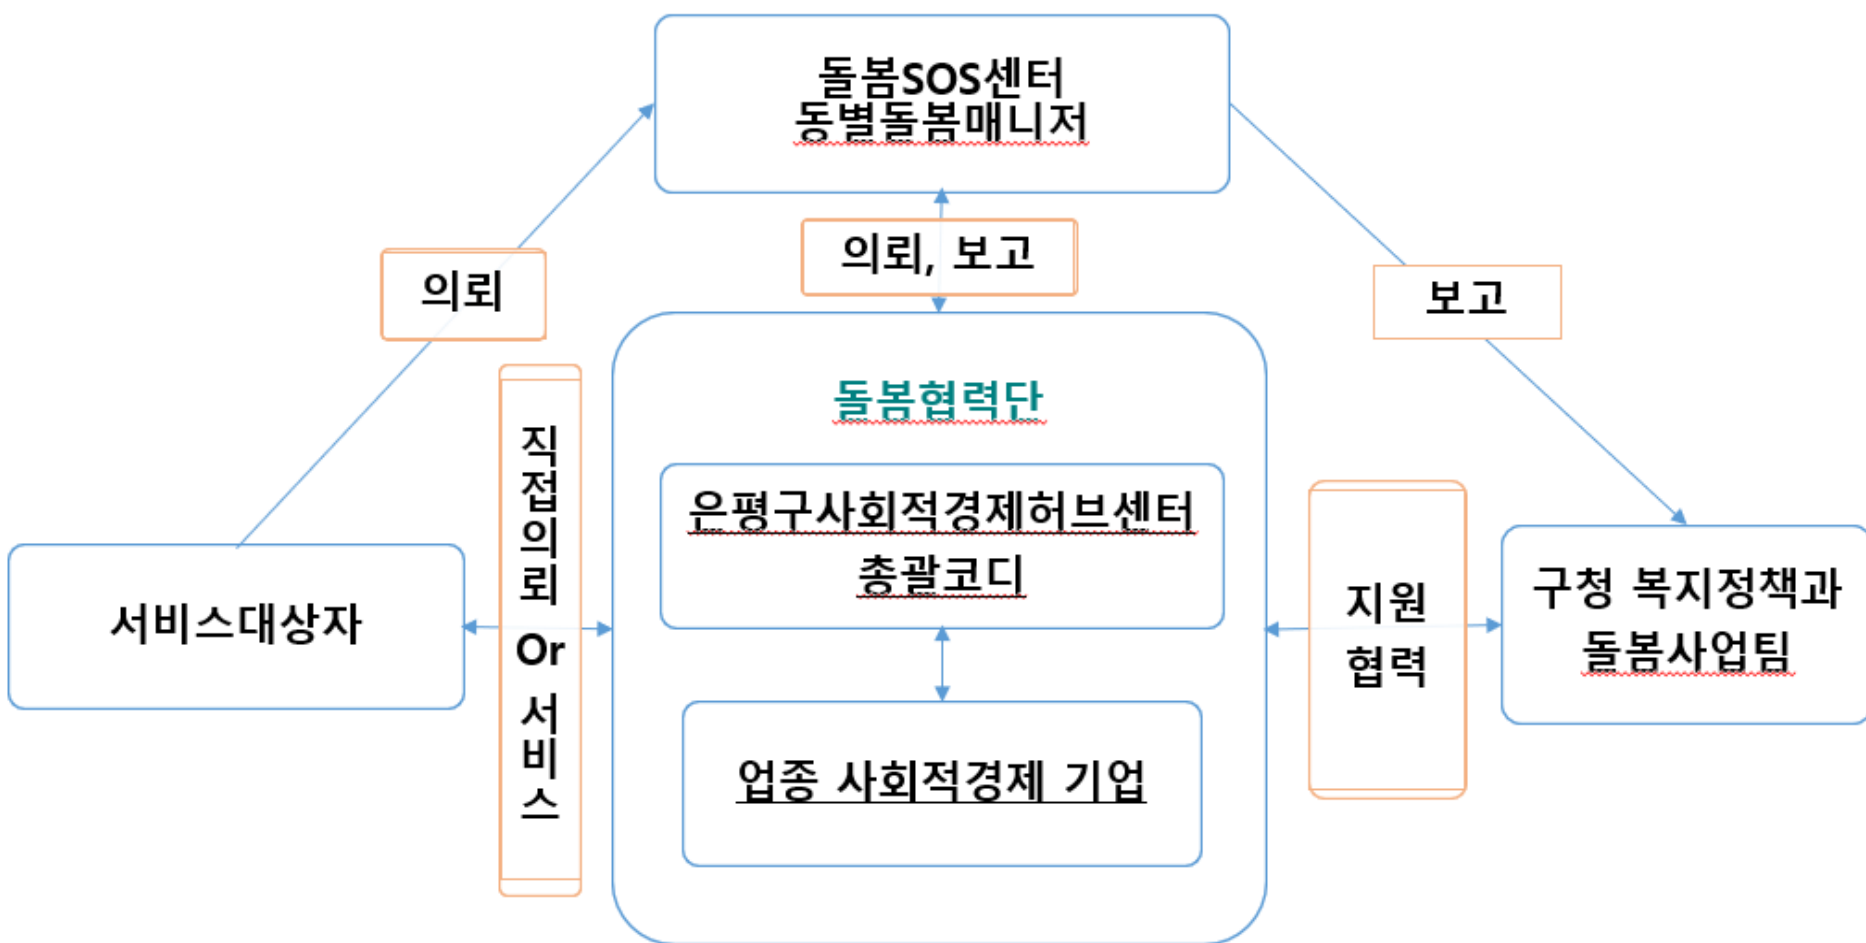 돌봄SOS센터
동별돌봄매니저
의뢰
의뢰, 보고
보고
돌봄협력단
직접의뢰 Or 서비스
은평구사회적경제허브센터
총괄코디
서비스대상자
지원
협력
구청 복지정책과
돌봄사업팀
업종 사회적경제 기업